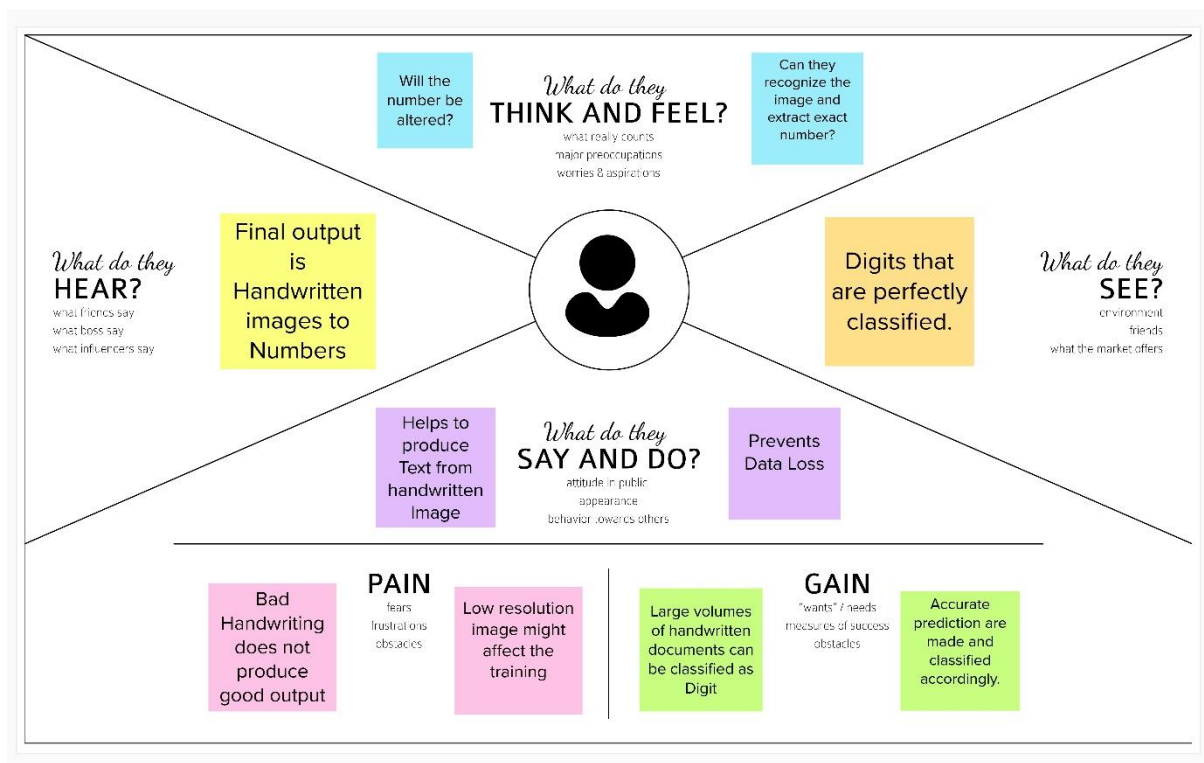 Will the
number be
altered?
What do they
THINK AND FEEL?
what really counts
major preoccupations
worries & aspirations
Can they
recognize the
image and
extract exact
number?
What do they
HEAR?
what friends say
what boss say
what influencers say
Final output
is
Handwritten
images to
Numbers
Digits that
are perfectly
classified.
What do they
SEE?
environment
friends
what the market offers
Helps to
produce
Text from
handwritten
Image
What do they
SAY AND DO?
attitude in public
appearance
behavior towards others
Prevents
Data Loss
Bad
Handwriting
does not
produce
good output
PAIN
fears
frustrations
obstacles
Low resolution
image might
affect the
training
Large volumes
of handwritten
documents can
be classified as
Digit
GAIN
"wants" / needs
measures of success
obstacles
Accurate
prediction are
made and
classified
accordingly.